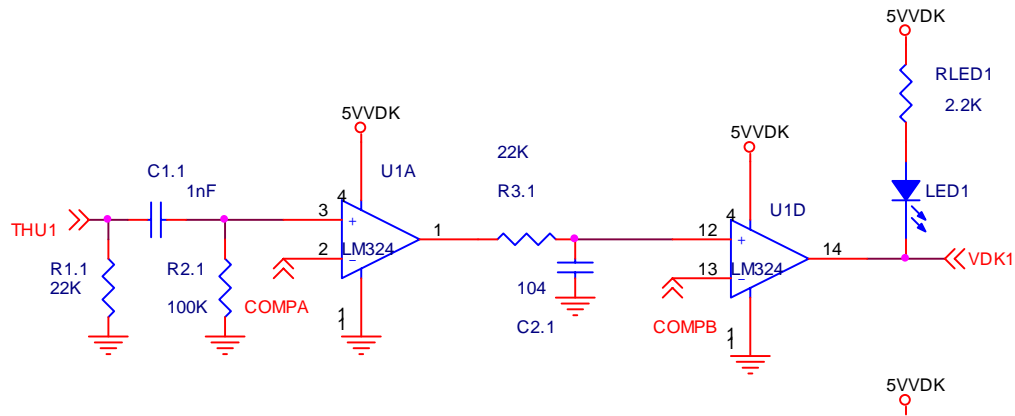 5VVDK
RLED1
2.2K
5VVDK
5VVDK
22K
C1.1
1nF
U1A
R3.1
LED1
4
4
U1D
THU1
3
+
1
12
+
14
VDK1
2
−
LM324
13
−
LM324
R1.1
22K
R2.1
100K
COMPA
104
C2.1
COMPB
11
11
5VVDK